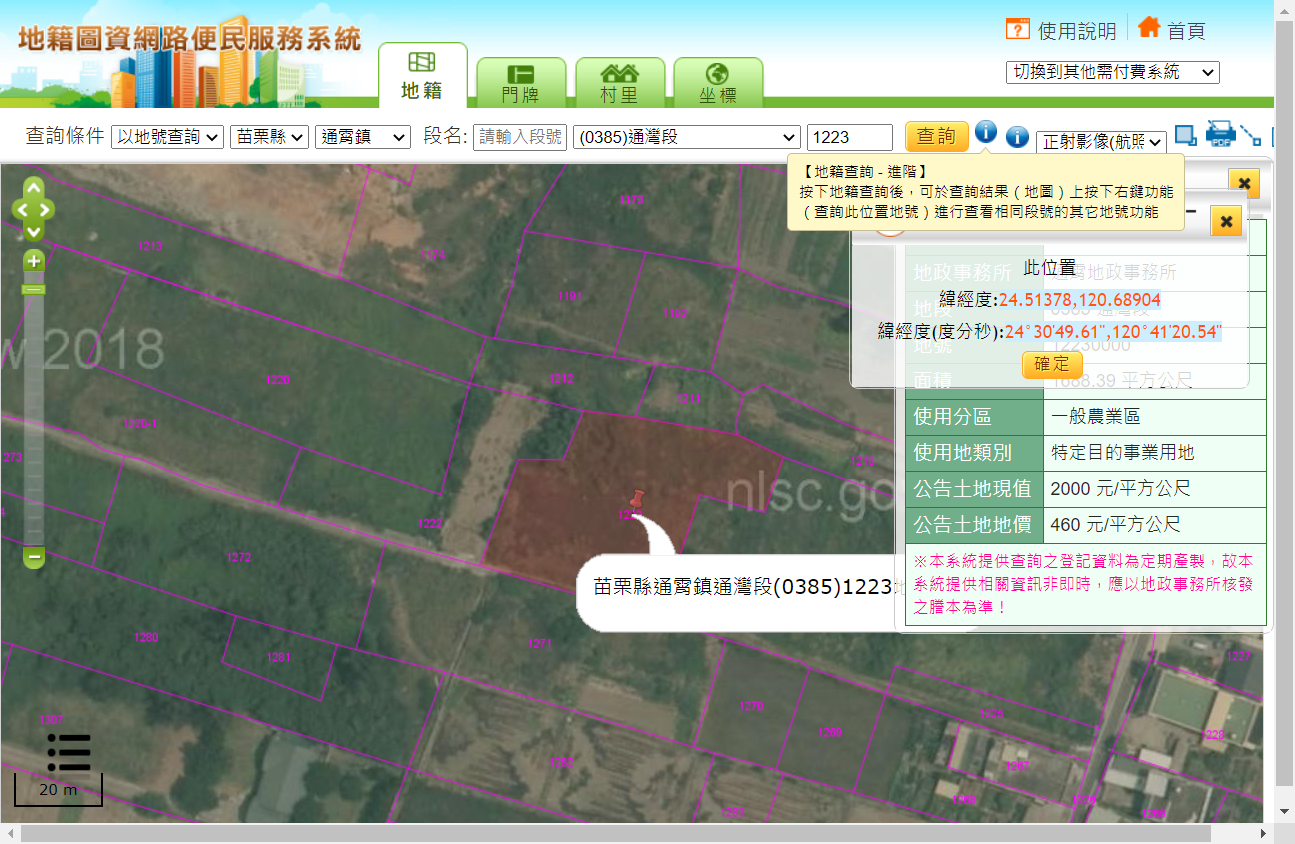 地籍圖資網路便民服務系統
使用說明
首頁
切換到其他需付費系統
地籍
門牌
村里
坐標
查詢條件 以地號查詢 苗栗縣 通霄鎮 段名: 請輸入段號 (0385)通灣段 1223 查詢 正射影像(航照
【地籍查詢 - 進階】
按下地籍查詢後，可於查詢結果（地圖）上按下右鍵功能
（查詢此位置地號）進行查看相同段號的其它地號功能
此位置
緯經度:24.51378,120.68904
緯經度(度分秒):24°30'49.61",120°41'20.54"
確定
地政事務所 地政事務所
地段 0385 通灣段
地號 12230000
面積 1688.39 平方公尺
使用分區 一般農業區
使用地類別 特定目的事業用地
公告土地現值 2000 元/平方公尺
公告土地地價 460 元/平方公尺
※本系統提供查詢之登記資料為定期產製，故本
系統提供相關資訊非即時，應以地政事務所核發
之謄本為準！
苗栗縣通霄鎮通灣段(0385)1223地
w 2018
nlsc.go
1213
1274
1175
1191
1212
1211
1220
1273
1222
1272
1271
1280
1281
1270
1269
1227
1228
20 m